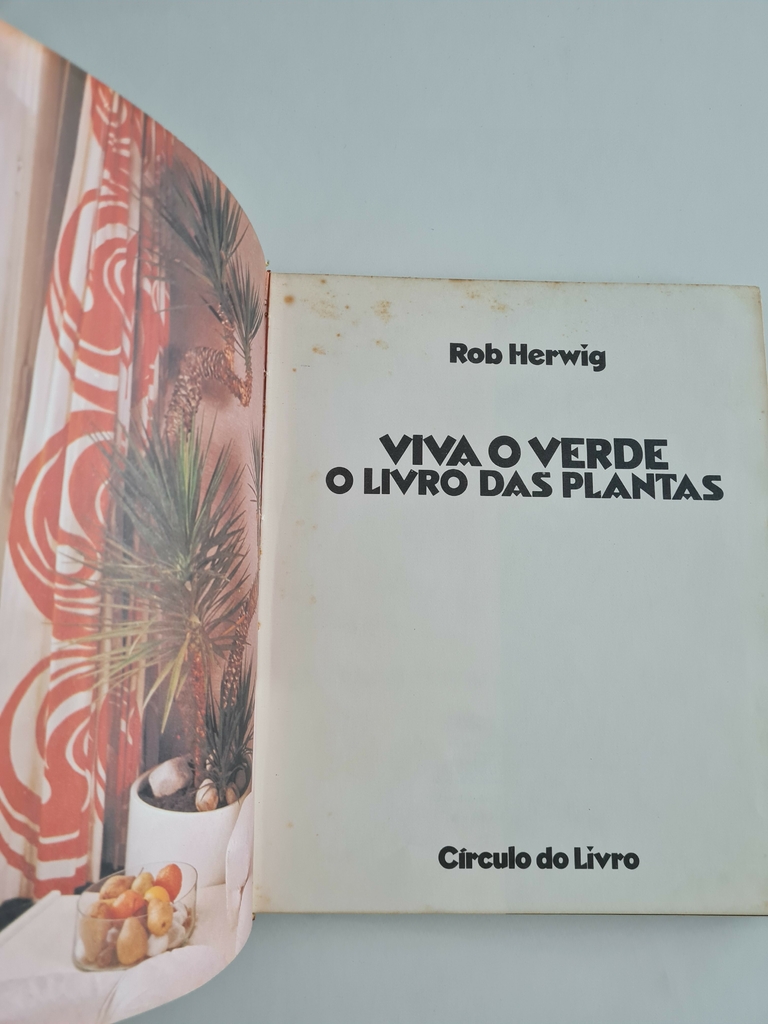 Rob Herwig
VIVA O VERDE
O LIVRO DAS PLANTAS
Círculo do Livro